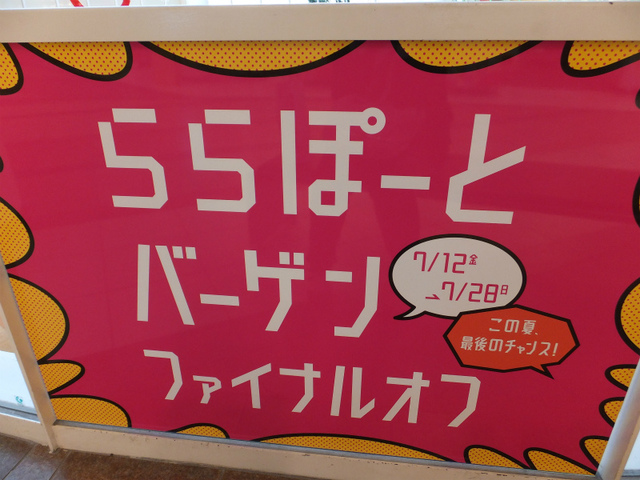 ららぽーと
バーゲン
7/12金
→7/28日
この夏、
最後のチャンス!
ファイナルオフ